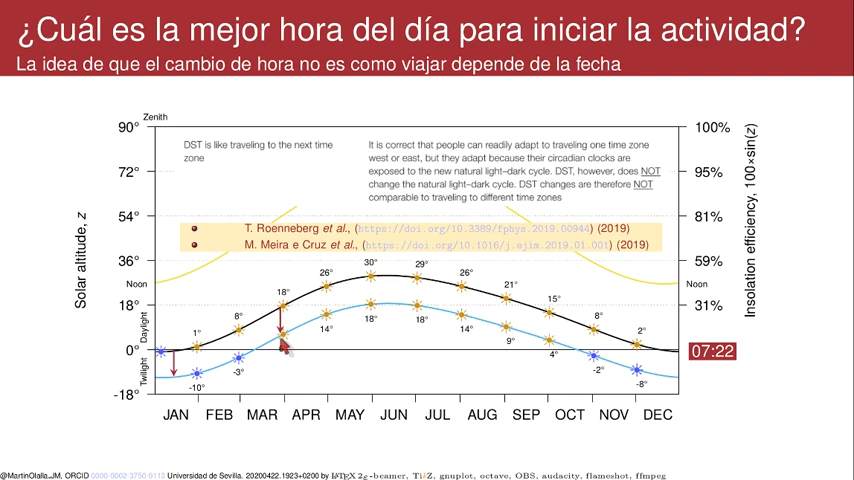 ¿Cuál es la mejor hora del día para iniciar la actividad?
La idea de que el cambio de hora no es como viajar depende de la fecha
Zenith
90°
72°
54°
36°
18°
0°
-18°
Solar altitude, z
Noon
Daylight
Twilight
DST is like traveling to the next time
zone
It is correct that people can readily adapt to traveling one time zone
west or east, but they adapt because their circadian clocks are
exposed to the new natural light–dark cycle. DST, however, does NOT
change the natural light–dark cycle. DST changes are therefore NOT
comparable to traveling to different time zones
T. Roenneberg et al., (https://doi.org/10.3389/fphys.2019.00944) (2019)
M. Meira e Cruz et al., (https://doi.org/10.1016/j.ejim.2019.01.001) (2019)
1° 8° 18° 26° 30° 29° 26° 21° 15° 8° 2°
-10° -3° 14° 18° 18° 14° 9° 4° -2° -8°
100%
95%
81%
59%
31%
Noon
Insolation efficiency, 100×sin(z)
07:22
JAN FEB MAR APR MAY JUN JUL AUG SEP OCT NOV DEC
@MartinOlalla_JM, ORCID 0000-0002-3750-9113 Universidad de Sevilla. 20200422.1923+0200 by LATEX 2ε-beamer, TikZ, gnuplot, octave, OBS, audacity, flameshot, ffmpeg